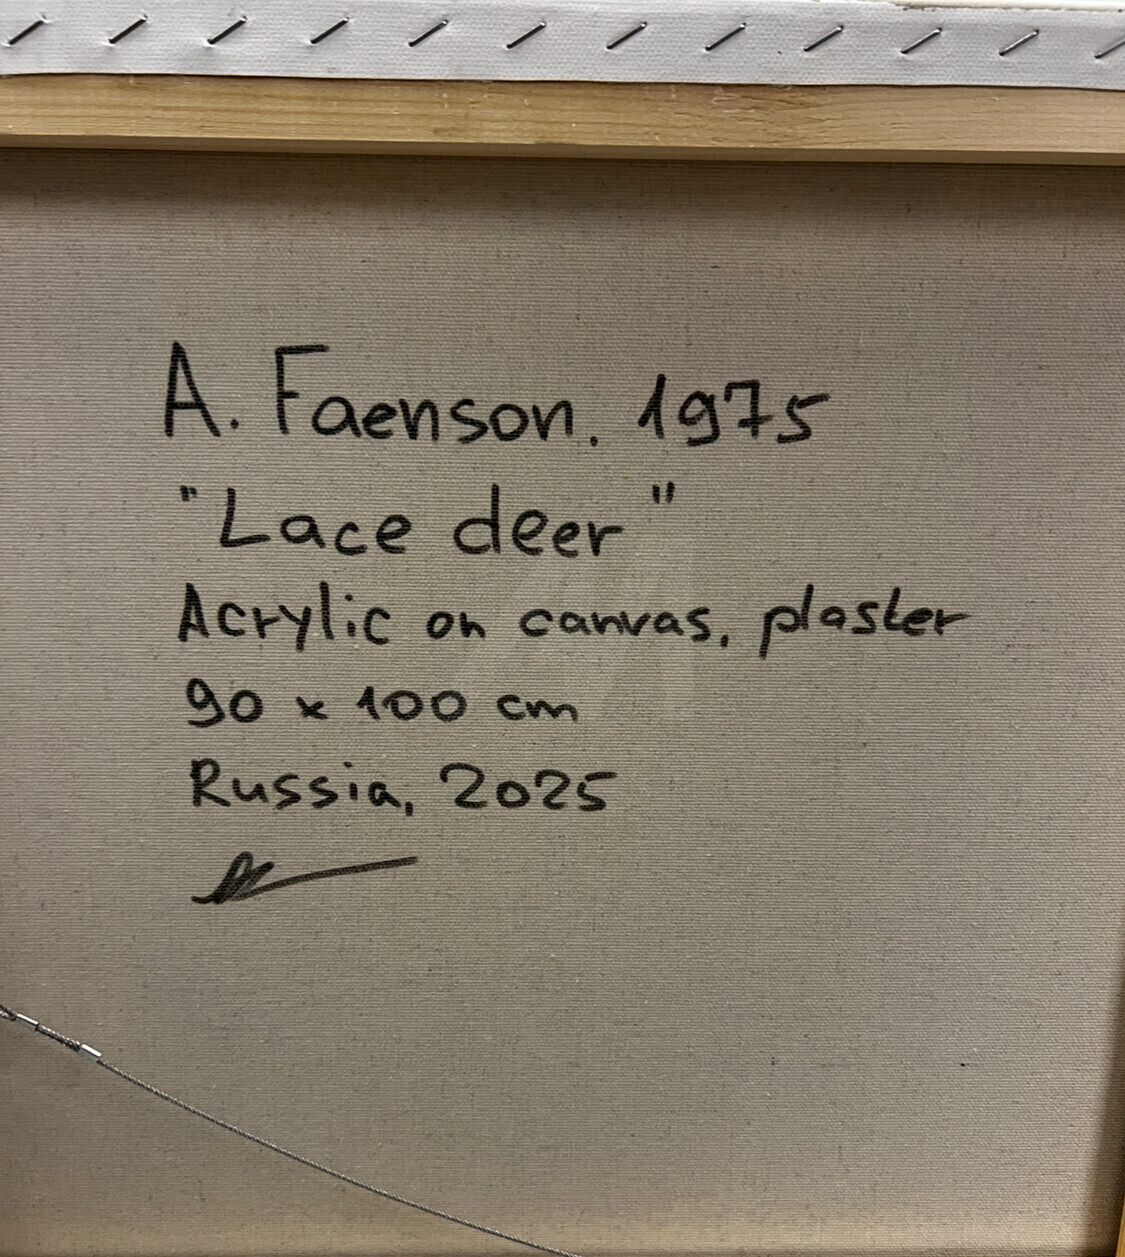 A. Faenson. 1975
"Lace deer"
Acrylic on canvas, plaster
90 x 100 cm
Russia, 2025